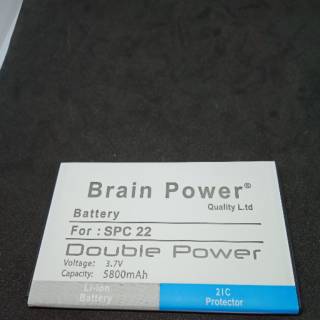 Brain Power®
Quality L.td
Battery
For : SPC 22
Double Power
Voltage: 3.7V
Capacity: 5800mAh
Li-Ion
Battery
2IC
Protector